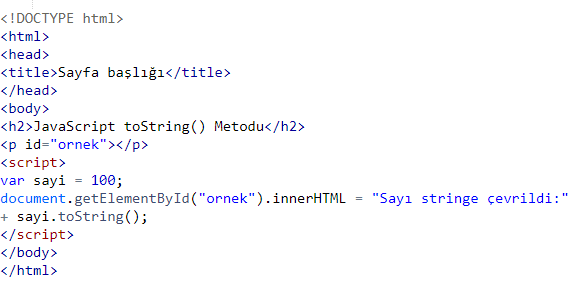 <!DOCTYPE html>
<html>
<head>
<title>Sayfa başlığı</title>
</head>
<body>
<h2>JavaScript toString() Metodu</h2>
<p id="ornek"></p>
<script>
var sayi = 100;
document.getElementById("ornek").innerHTML = "Sayı stringe çevrildi:"
+ sayi.toString();
</script>
</body>
</html>